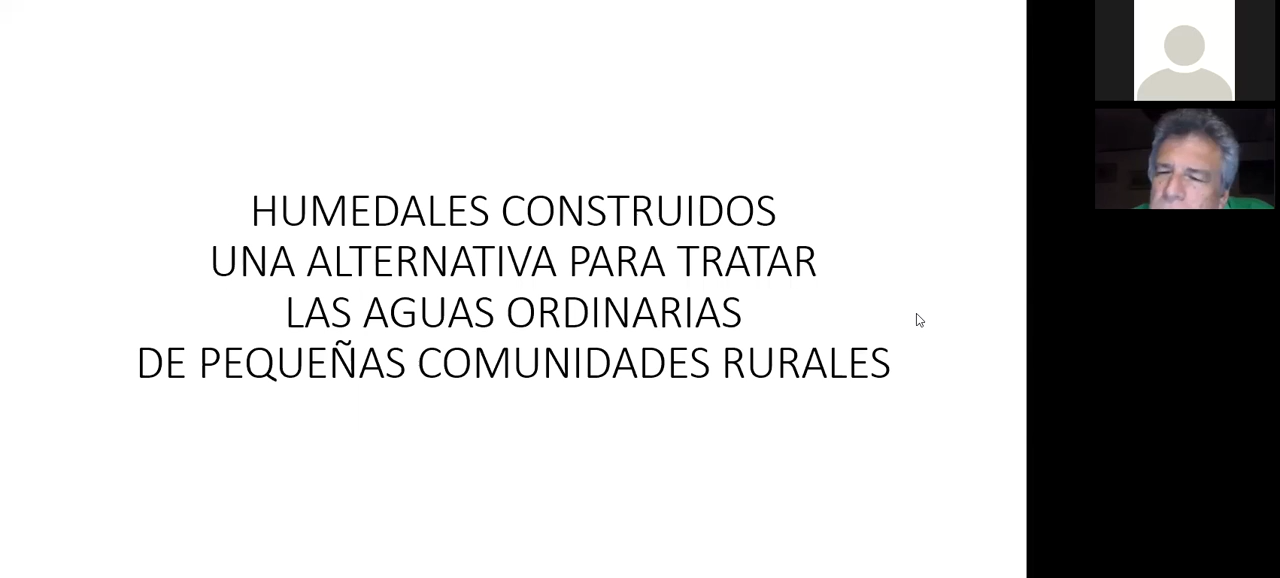 HUMEDALES CONSTRUIDOS
UNA ALTERNATIVA PARA TRATAR
LAS AGUAS ORDINARIAS
DE PEQUEÑAS COMUNIDADES RURALES